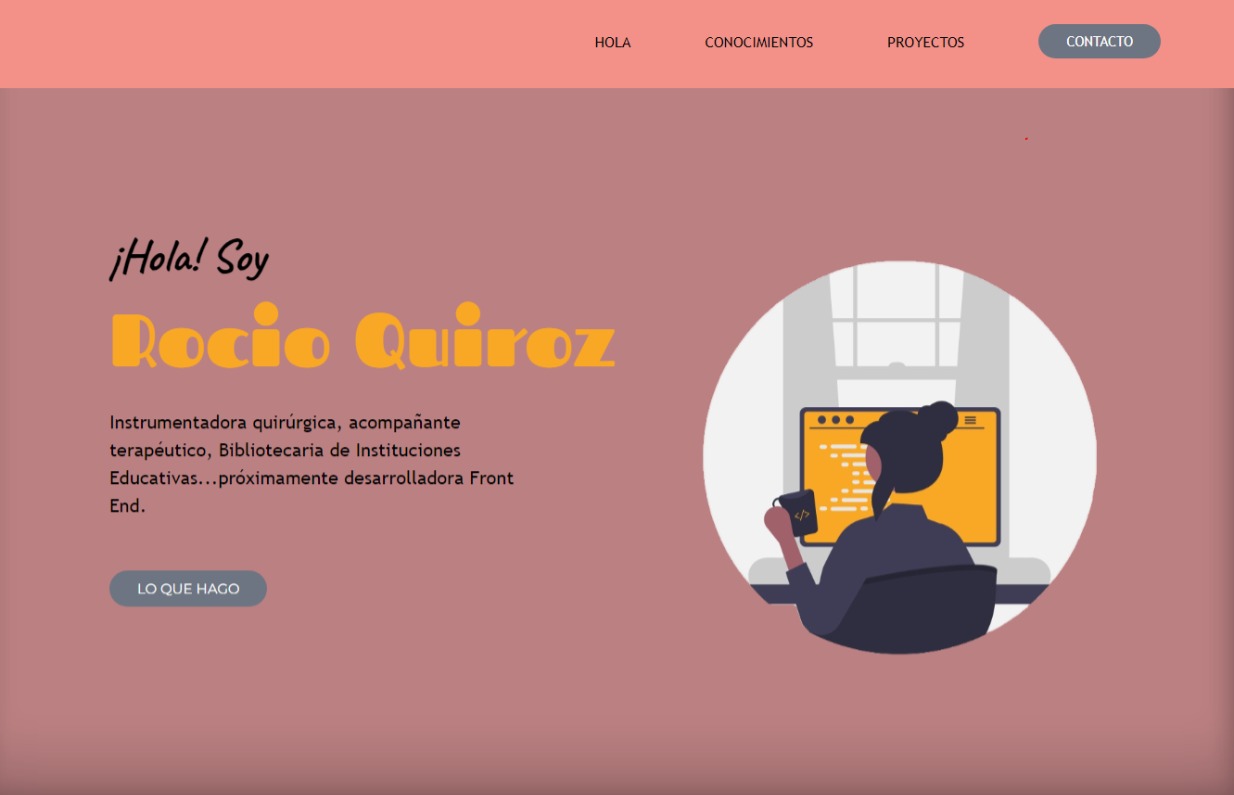 HOLA
CONOCIMIENTOS
PROYECTOS
CONTACTO
¡Hola! Soy
Rocio Quiroz
Instrumentadora quirúrgica, acompañante
terapéutico, Bibliotecaria de Instituciones
Educativas...próximamente desarrolladora Front
End.
LO QUE HAGO
</>